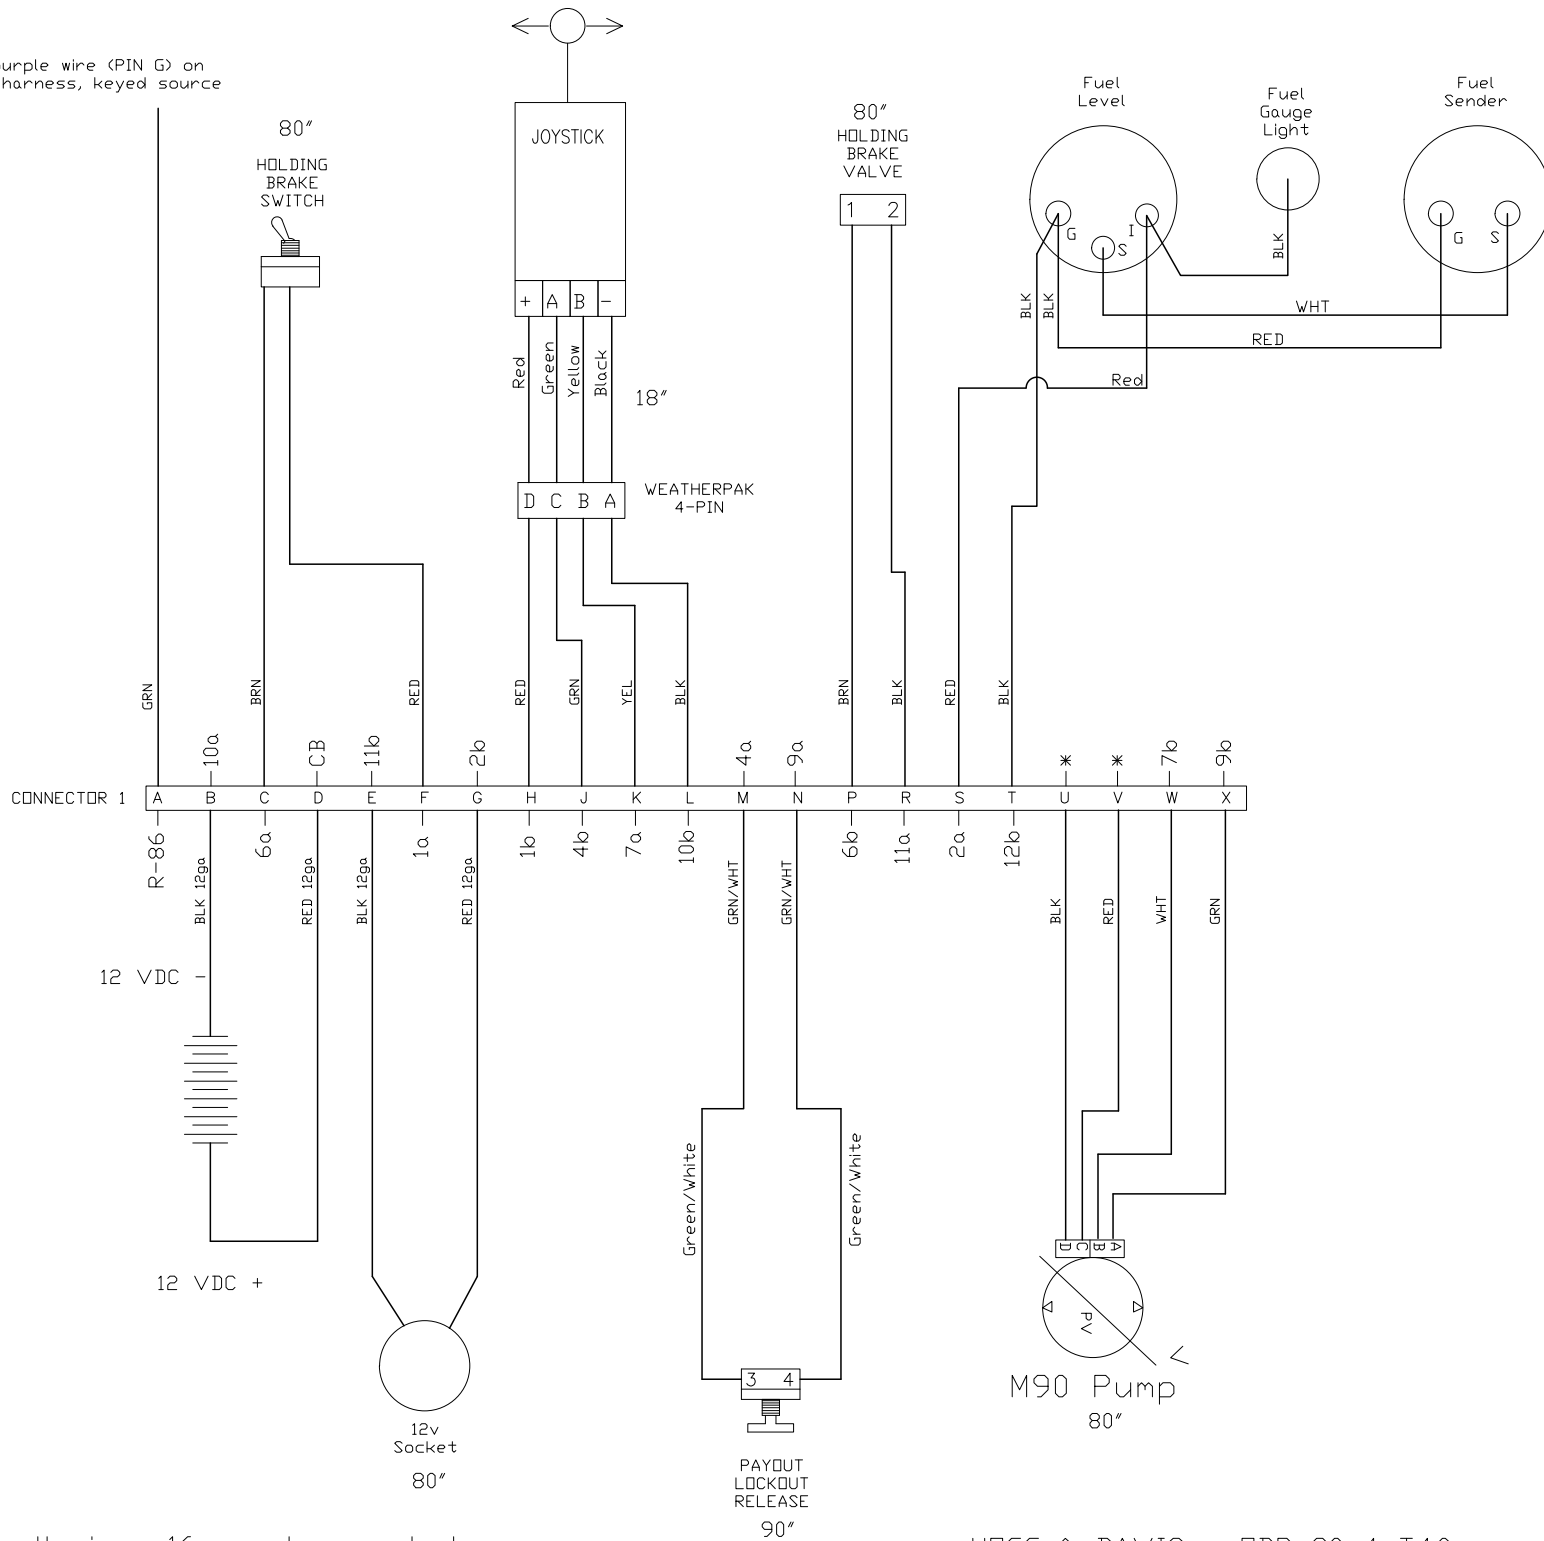 wire (PIN G) on
harness, keyed source
80"
HOLDING
BRAKE
SWITCH
JOYSTICK
+ A B -
Red
Green
Yellow
Black
18"
D C B A
WEATHERPAK
4-PIN
80"
HOLDING
BRAKE
VALVE
1 2
Fuel
Level
G
S
I
Fuel
Gauge
Light
Fuel
Sender
G S
BLK
BLK
BLK
WHT
RED
Red
GRN
BRN
RED
RED
GRN
YEL
BLK
BRN
BLK
RED
BLK
10a
CB
11b
2b
4a
9a
*
*
7b
9b
CONNECTOR 1
A B C D E F G H J K L M N P R S T U V W X
R-86
6a
1a
1b
4b
7a
10b
6b
11a
2a
12b
BLK 12ga
RED 12ga
BLK 12ga
RED 12ga
GRN/WHT
GRN/WHT
BLK
RED
WHT
GRN
12 VDC -
12 VDC +
12v
Socket
80"
Green/White
Green/White
3 4
PAYOUT
LOCKOUT
RELEASE
90"
D C B A
PV
M90 Pump
80"